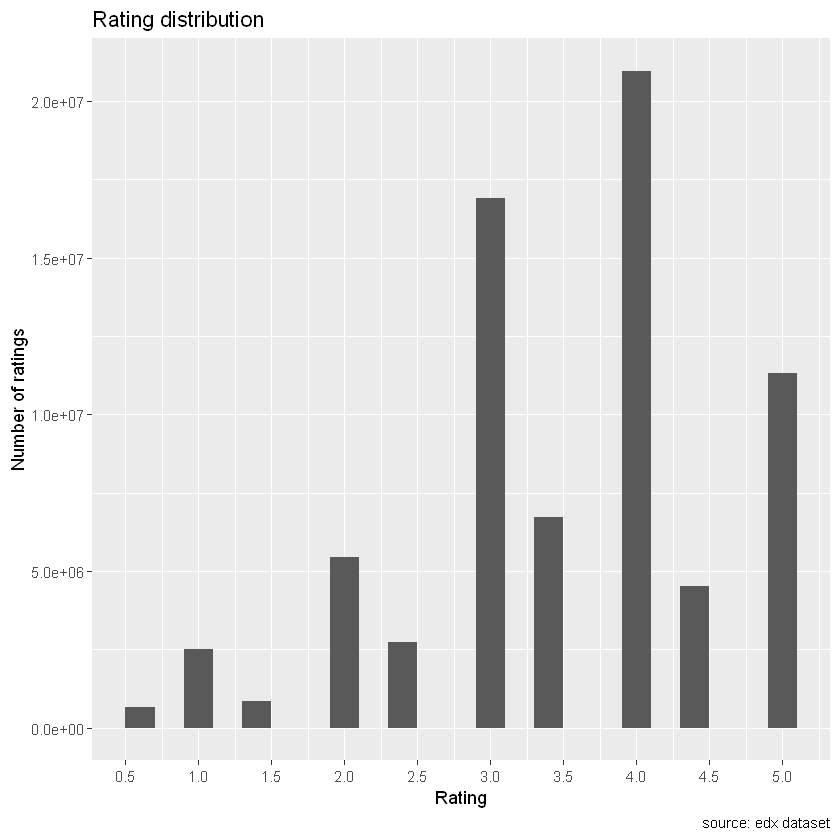 Rating distribution
2.0e+07
1.5e+07
1.0e+07
5.0e+06
0.0e+00
Number of ratings
0.5 1.0 1.5 2.0 2.5 3.0 3.5 4.0 4.5 5.0
Rating
source: edx dataset